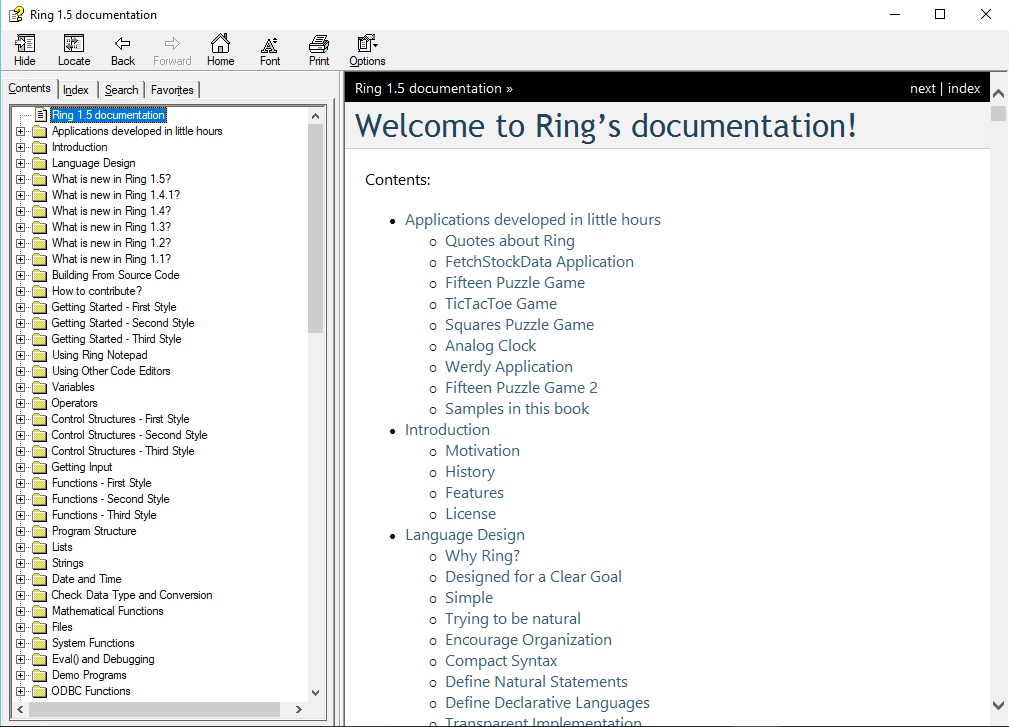 Ring 1.5 documentation
Hide Locate Back Forward Home Font Print Options
Contents Index Search Favorites
Ring 1.5 documentation
Applications developed in little hours
Introduction
Language Design
What is new in Ring 1.5?
What is new in Ring 1.4.1?
What is new in Ring 1.4?
What is new in Ring 1.3?
What is new in Ring 1.2?
What is new in Ring 1.1?
Building From Source Code
How to contribute?
Getting Started - First Style
Getting Started - Second Style
Getting Started - Third Style
Using Ring Notepad
Using Other Code Editors
Variables
Operators
Control Structures - First Style
Control Structures - Second Style
Control Structures - Third Style
Getting Input
Functions - First Style
Functions - Second Style
Functions - Third Style
Program Structure
Lists
Strings
Date and Time
Check Data Type and Conversion
Mathematical Functions
Files
System Functions
Eval() and Debugging
Demo Programs
ODBC Functions
Ring 1.5 documentation » next | index
Welcome to Ring’s documentation!
Contents:
• Applications developed in little hours
o Quotes about Ring
o FetchStockData Application
o Fifteen Puzzle Game
o TicTacToe Game
o Squares Puzzle Game
o Analog Clock
o Werdy Application
o Fifteen Puzzle Game 2
o Samples in this book
• Introduction
o Motivation
o History
o Features
o License
• Language Design
o Why Ring?
o Designed for a Clear Goal
o Simple
o Trying to be natural
o Encourage Organization
o Compact Syntax
o Define Natural Statements
o Define Declarative Languages
o Transparent Implementation